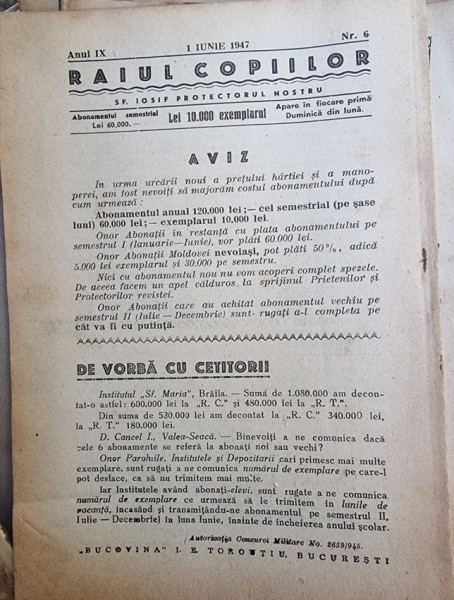 Anul IX
1 IUNIE 1947
Nr. 6
RAIUL COPIILOR
SF. IOSIF PROTECTORUL NOSTRU
Abonamentul semestrial
Lei 60.000.—
Lei 10.000 exemplarul
Apare în fiecare primă
Duminică din lună.
AVIZ
In urma urcării noui a prețului hârtiei și a mano-
perei, am fost nevoiți să majorăm costul abonamentului după
cum urmează:
Abonamentul anual 120.000 lei;— cel semestrial (pe șase
luni) 60.000 lei;— exemplarul 10.000 lei.
Onor Abonații în restanță cu plata abonamentului pe
semestrul I (Ianuarie—Iunie), vor plăti 60.000 lei.
Onor Abonații Moldovei nevoiași, pot plăti 50%, adică
5.000 lei exemplarul și 30.000 pe semestru.
Nici cu abonamentul nou nu vom acoperi complet spezele.
De aceea facem un apel călduros la sprijinul Prietenilor și
Protectorilor revistei.
Onor Abonații care au achitat abonamentul vechiu pe
semestrul II (Iulie—Decembrie) sunt rugați a-l completa pe
cât va fi cu putință.
DE VORBĂ CU CETITORII
Institutul „Sf. Maria", Brăila. — Suma de 1.080.000 am decon-
tat-o astfel: 600.000 lei la „R. C." și 480.000 lei la „R. T.".
Din suma de 520.000 lei am decontat la „R. C." 340.000 lei,
la „R. T." 180.000 lei.
D. Cancel I., Valea-Seacă. — Binevoiți a ne comunica dacă
cele 6 abonamente se referă la abonați noi sau vechi?
Onor Parohiile, Institutele și Depozitarii cari primesc mai multe
exemplare, sunt rugați a ne comunica numărul de exemplare pe care-l
pot desface, ca să nu trimitem mai multe.
Iar Institutele având abonați-elevi, sunt rugate a ne comunica
numărul de exemplare ce urmează să le trimitem în lunile de
vacanță, încasând și transmițându-ne abonamentul pe semestrul II,
Iulie—Decembrie) în luna Iunie, înainte de încheierea anului școlar.
Autorizația Cenzurei Militare No. 2659/946.
„BUCOVINA" I. E. TOROUȚIU, BUCUREȘTI